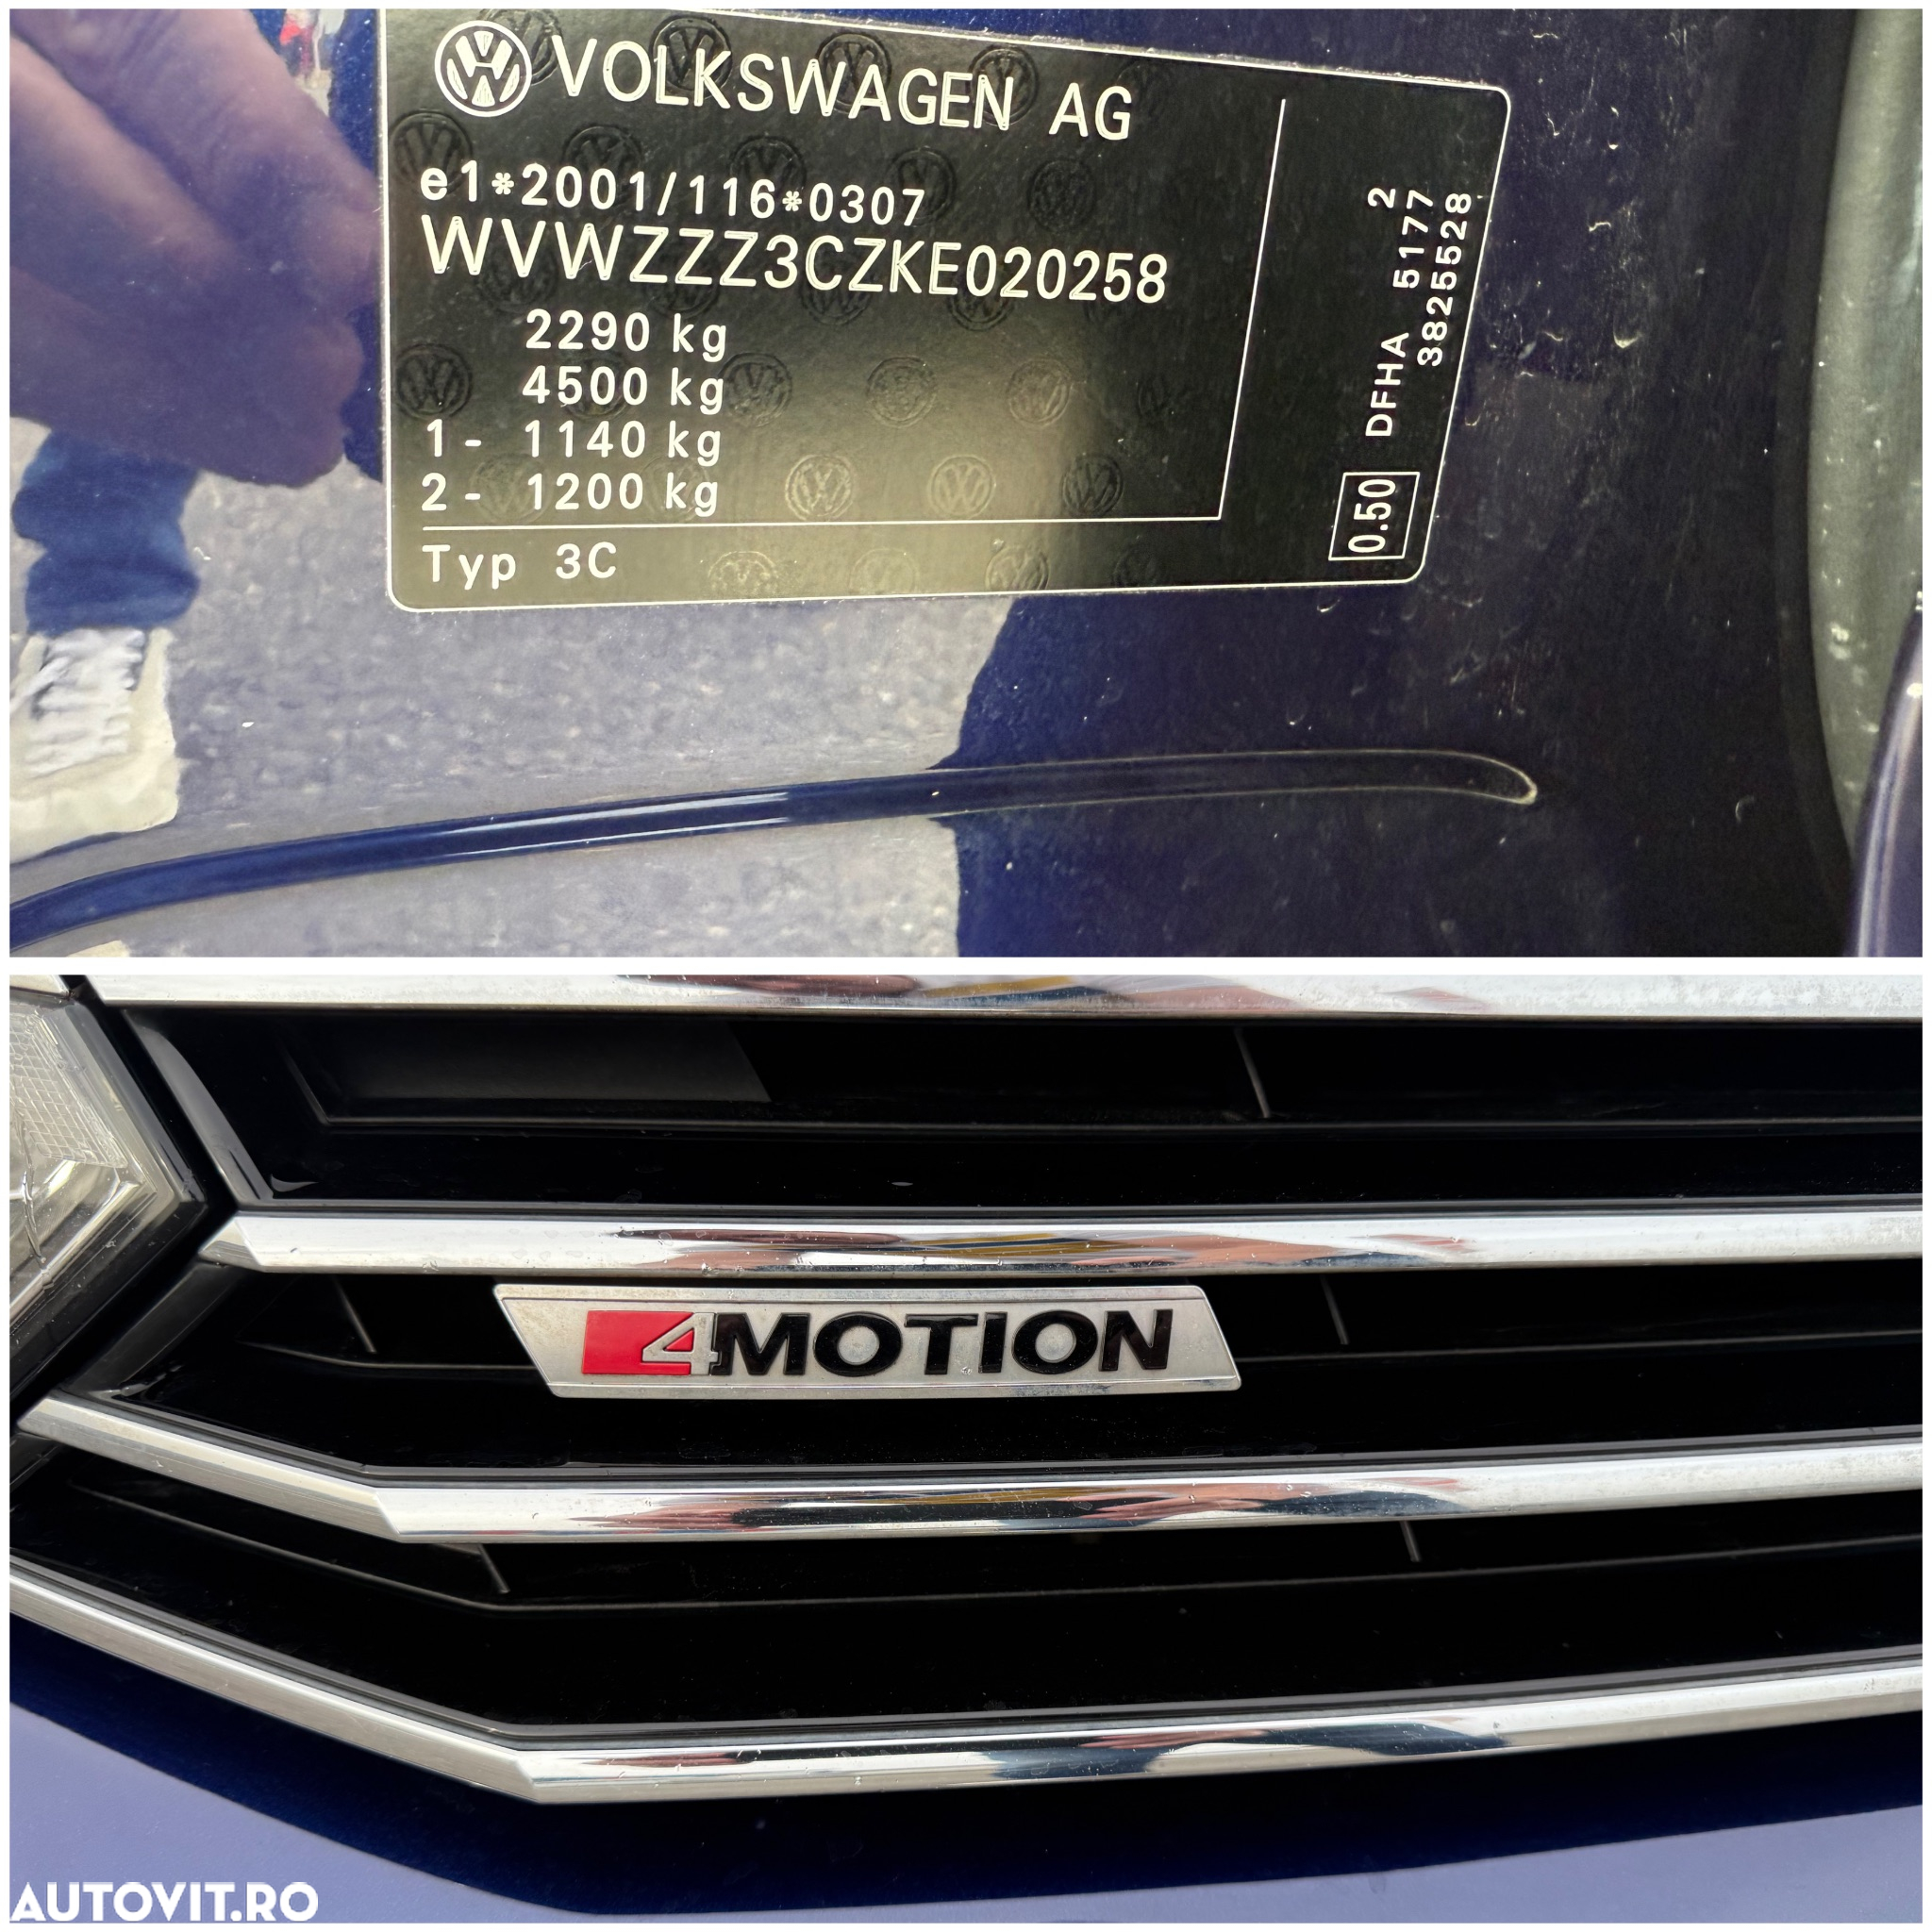 VOLKSWAGEN AG
e1*2001/116*0307
WVWZZZ3CZKE020258
2290 kg
4500 kg
1- 1140 kg
2- 1200 kg
Typ 3C
2
0.50 DFHA 5177
3825528
4MOTION
AUTOVIT.RO